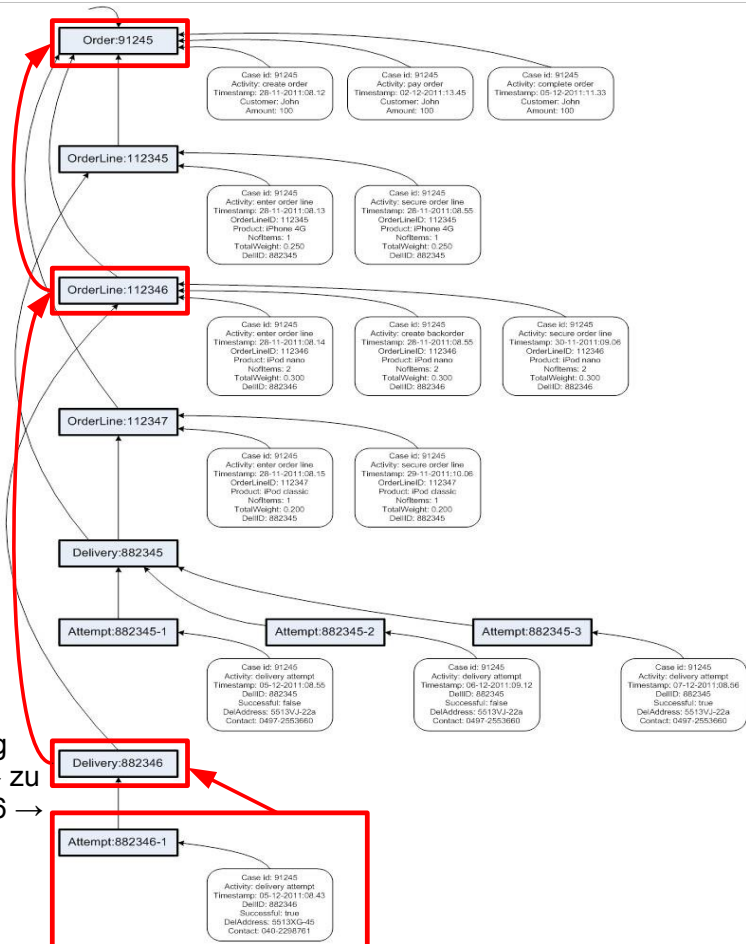 Order:91245
Case id: 91245
Activity: create order
Timestamp: 28-11-2011:08.12
Customer: John
Amount: 100
Case id: 91245
Activity: pay order
Timestamp: 02-12-2011:13.45
Customer: John
Amount: 100
Case id: 91245
Activity: complete order
Timestamp: 05-12-2011:11.33
Customer: John
Amount: 100
OrderLine:112345
Case id: 91245
Activity: enter order line
Timestamp: 28-11-2011:08.13
OrderLineID: 112345
Product: iPhone 4G
NofItems: 1
TotalWeight: 0.250
DellID: 882345
Case id: 91245
Activity: secure order line
Timestamp: 28-11-2011:08.55
OrderLineID: 112345
Product: iPhone 4G
NofItems: 1
TotalWeight: 0.250
DellID: 882345
OrderLine:112346
Case id: 91245
Activity: enter order line
Timestamp: 28-11-2011:08.14
OrderLineID: 112346
Product: iPod nano
NofItems: 2
TotalWeight: 0.300
DellID: 882346
Case id: 91245
Activity: create backorder
Timestamp: 28-11-2011:08.55
OrderLineID: 112346
Product: iPod nano
NofItems: 2
TotalWeight: 0.300
DellID: 882346
Case id: 91245
Activity: secure order line
Timestamp: 30-11-2011:09.06
OrderLineID: 112346
Product: iPod nano
NofItems: 2
TotalWeight: 0.300
DellID: 882346
OrderLine:112347
Case id: 91245
Activity: enter order line
Timestamp: 28-11-2011:08.15
OrderLineID: 112347
Product: iPod classic
NofItems: 1
TotalWeight: 0.200
DellID: 882345
Case id: 91245
Activity: secure order line
Timestamp: 29-11-2011:10.06
OrderLineID: 112347
Product: iPod classic
NofItems: 1
TotalWeight: 0.200
DellID: 882345
Delivery:882345
Attempt:882345-1
Attempt:882345-2
Attempt:882345-3
Case id: 91245
Activity: delivery attempt
Timestamp: 05-12-2011:08.55
DellID: 882345
Successful: false
DelAddress: 5513VJ-22a
Contact: 0497-2553660
Case id: 91245
Activity: delivery attempt
Timestamp: 06-12-2011:09.12
DellID: 882345
Successful: false
DelAddress: 5513VJ-22a
Contact: 0497-2553660
Case id: 91245
Activity: delivery attempt
Timestamp: 07-12-2011:08.56
DellID: 882345
Successful: true
DelAddress: 5513VJ-22a
Contact: 0497-2553660
g
zu
6 →
Delivery:882346
Attempt:882346-1
Case id: 91245
Activity: delivery attempt
Timestamp: 05-12-2011:08.43
DellID: 882346
Successful: true
DelAddress: 5513XG-45
Contact: 040-2298761